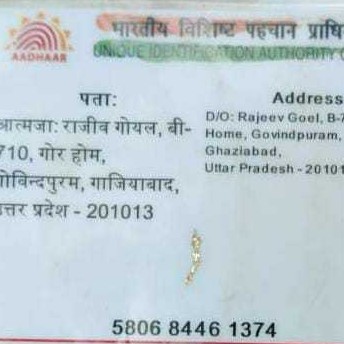 भारतीय विशिष्ट पहचान
UNIQUE IDENTIFICATION AUTHORITY
AADHAAR
पता:
आत्मजा: राजीव गोयल, बी-
710, गोर होम,
गोविन्दपुरम, गाजियाबाद,
उत्तर प्रदेश - 201013
Address
D/O: Rajeev Goel, B-7
Home, Govindpuram,
Ghaziabad,
Uttar Pradesh - 20101
5806 8446 1374